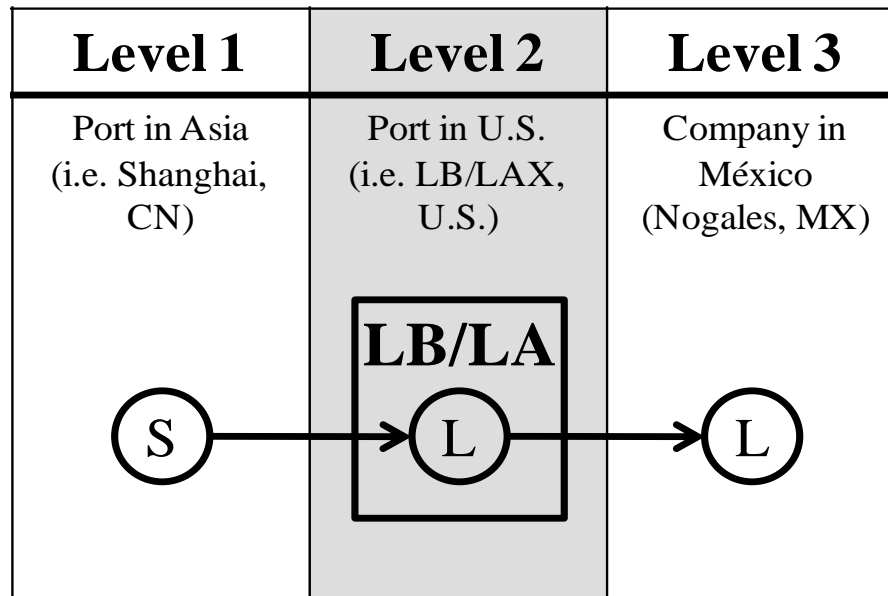 Level 1
Level 2
Level 3
Port in Asia
(i.e. Shanghai,
CN)
Port in U.S.
(i.e. LB/LAX,
U.S.)
Company in
México
(Nogales, MX)
LB/LA
S
L
L